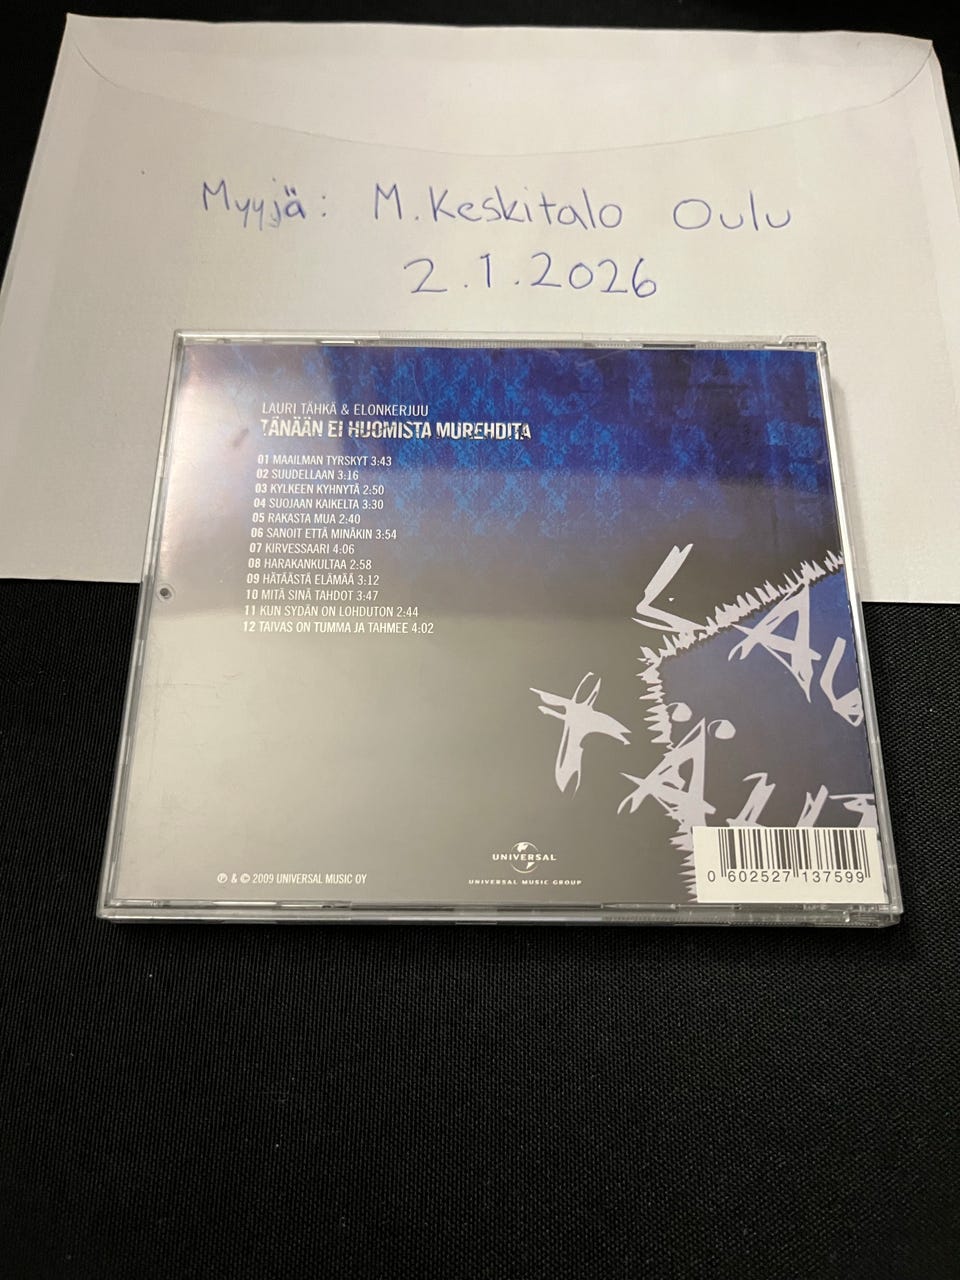 Myyjä: M.Keskitalo Oulu
2.1.2026
LAURI TÄHKÄ & ELONKERJUU
TÄNÄÄN EI HUOMISTA MUREHDITA
01 MAAILMAN TYRSKYT 3:43
02 SUUDELLAAN 3:16
03 KYLKEEN KYHNYTÄ 2:50
04 SUOJAAN KAIKELTA 3:30
05 RAKASTA MUA 2:40
06 SANOIT ETTÄ MINÄKIN 3:54
07 KIRVESSAARI 4:06
08 HARAKANKULTAA 2:58
09 HÄTÄÄSTÄ ELÄMÄÄ 3:12
10 MITÄ SINÄ TAHDOT 3:47
11 KUN SYDÄN ON LOHDUTON 2:44
12 TAIVAS ON TUMMA JA TAHMEE 4:02
LAU
TÄH
℗ & © 2009 UNIVERSAL MUSIC OY
UNIVERSAL
UNIVERSAL MUSIC GROUP
0 602527 137599